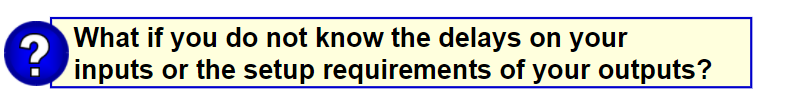 What if you do not know the delays on your
inputs or the setup requirements of your outputs?